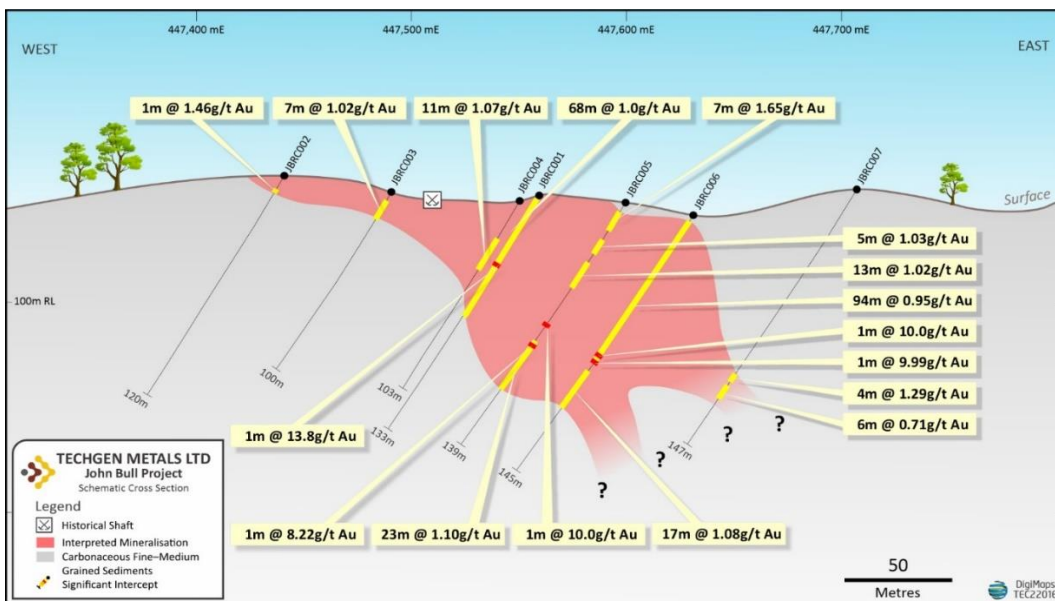 447,400 mE
447,500 mE
447,600 mE
447,700 mE
WEST
EAST
1m @ 1.46g/t Au
7m @ 1.02g/t Au
11m @ 1.07g/t Au
68m @ 1.0g/t Au
7m @ 1.65g/t Au
JBRC002
JBRC003
JBRC004
JBRC001
JBRC005
JBRC006
JBRC007
Surface
5m @ 1.03g/t Au
13m @ 1.02g/t Au
100m RL
94m @ 0.95g/t Au
1m @ 10.0g/t Au
1m @ 9.99g/t Au
4m @ 1.29g/t Au
6m @ 0.71g/t Au
120m
100m
103m
133m
139m
145m
147m
1m @ 13.8g/t Au
? ? ? ?
1m @ 8.22g/t Au
23m @ 1.10g/t Au
1m @ 10.0g/t Au
17m @ 1.08g/t Au
TECHGEN METALS LTD
John Bull Project
Schematic Cross Section
Legend
Historical Shaft
Interpreted Mineralisation
Carbonaceous Fine–Medium
Grained Sediments
Significant Intercept
50
Metres
DigiMaps
TEC22016